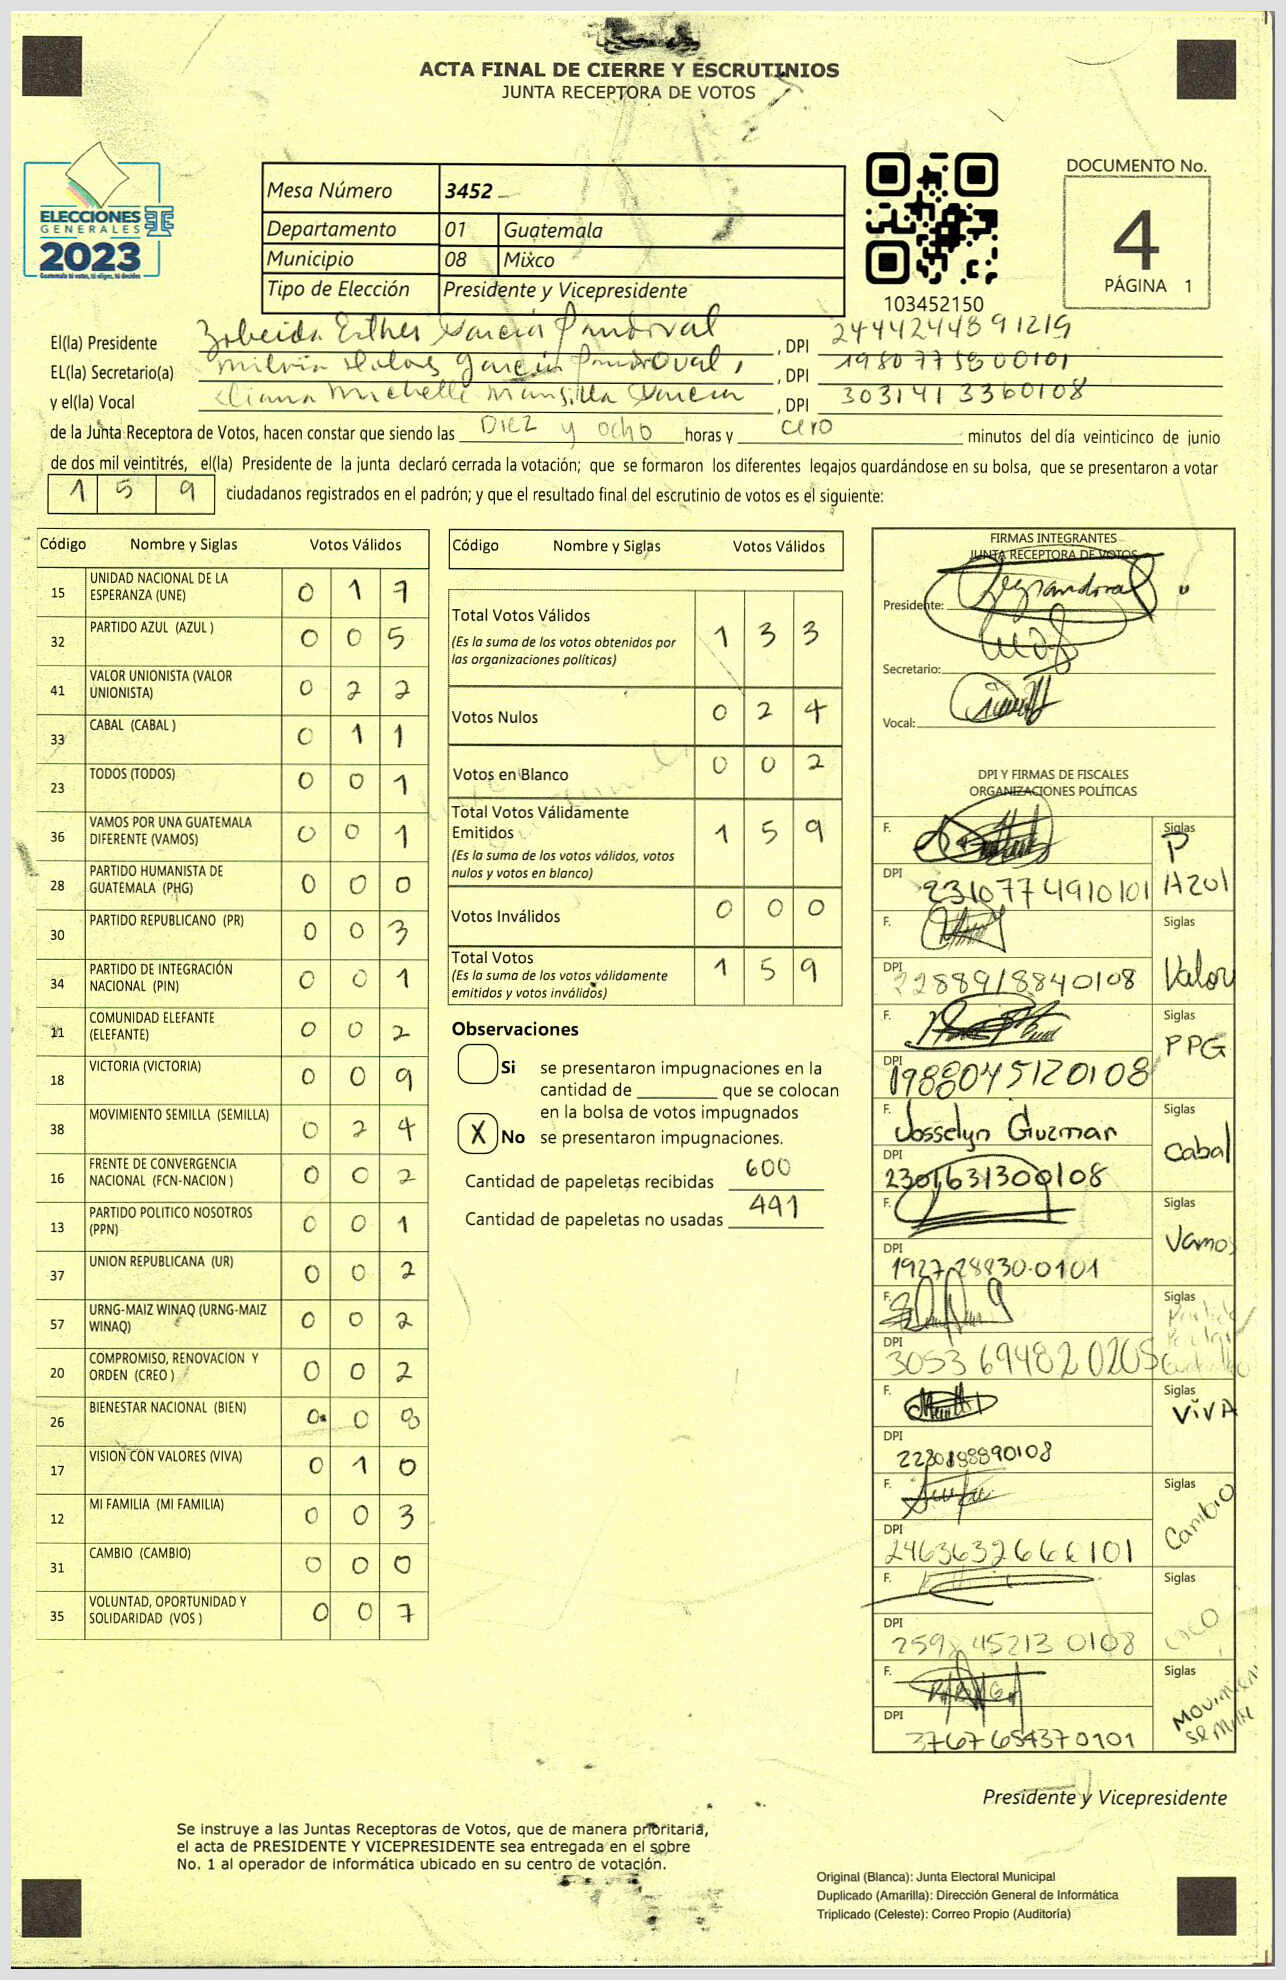 ACTA FINAL DE CIERRE Y ESCRUTINIOS
JUNTA RECEPTORA DE VOTOS
ELECCIONES
GENERALES
2023
Guatemala tú votas, tú eliges, tú decides
Mesa Número 3452
Departamento 01 Guatemala
Municipio 08 Mixco
Tipo de Elección Presidente y Vicepresidente
103452150
DOCUMENTO No.
4
PÁGINA 1
El(la) Presidente Zobeida Esther García Sandoval, DPI 2444244891219
EL(la) Secretario(a) García Sandoval, DPI 1980775800101
y el(la) Vocal Eliana Michelle Mansilla García, DPI 3031413360108
de la Junta Receptora de Votos, hacen constar que siendo las Diez y ocho horas y cero minutos del día veinticinco de junio
de dos mil veintitrés, el(la) Presidente de la junta declaró cerrada la votación; que se formaron los diferentes legajos guardándose en su bolsa, que se presentaron a votar
1 5 9 ciudadanos registrados en el padrón; y que el resultado final del escrutinio de votos es el siguiente:
Código Nombre y Siglas Votos Válidos
15 UNIDAD NACIONAL DE LA ESPERANZA (UNE) 0 1 7
32 PARTIDO AZUL (AZUL ) 0 0 5
41 VALOR UNIONISTA (VALOR UNIONISTA) 0 2 2
33 CABAL (CABAL ) 0 1 1
23 TODOS (TODOS) 0 0 1
36 VAMOS POR UNA GUATEMALA DIFERENTE (VAMOS) 0 0 1
28 PARTIDO HUMANISTA DE GUATEMALA (PHG) 0 0 0
30 PARTIDO REPUBLICANO (PR) 0 0 3
34 PARTIDO DE INTEGRACIÓN NACIONAL (PIN) 0 0 1
11 COMUNIDAD ELEFANTE (ELEFANTE) 0 0 2
18 VICTORIA (VICTORIA) 0 0 9
38 MOVIMIENTO SEMILLA (SEMILLA) 0 2 4
16 FRENTE DE CONVERGENCIA NACIONAL (FCN-NACION ) 0 0 2
13 PARTIDO POLITICO NOSOTROS (PPN) 0 0 1
37 UNION REPUBLICANA (UR) 0 0 2
57 URNG-MAIZ WINAQ (URNG-MAIZ WINAQ) 0 0 2
20 COMPROMISO, RENOVACION Y ORDEN (CREO ) 0 0 2
26 BIENESTAR NACIONAL (BIEN) 0 0 8
17 VISION CON VALORES (VIVA) 0 1 0
12 MI FAMILIA (MI FAMILIA) 0 0 3
31 CAMBIO (CAMBIO) 0 0 0
35 VOLUNTAD, OPORTUNIDAD Y SOLIDARIDAD (VOS ) 0 0 7
Código Nombre y Siglas Votos Válidos
Total Votos Válidos 1 3 3
(Es la suma de los votos obtenidos por
las organizaciones políticas)
Votos Nulos 0 2 4
Votos en Blanco 0 0 2
Total Votos Válidamente
Emitidos 1 5 9
(Es la suma de los votos válidos, votos
nulos y votos en blanco)
Votos Inválidos 0 0 0
Total Votos 1 5 9
(Es la suma de los votos válidamente
emitidos y votos inválidos)
Observaciones
Si se presentaron impugnaciones en la
cantidad de que se colocan
en la bolsa de votos impugnados
X No se presentaron impugnaciones.
Cantidad de papeletas recibidas 600
Cantidad de papeletas no usadas 441
FIRMAS INTEGRANTES
JUNTA RECEPTORA DE VOTOS
Presidente:
Secretario:
Vocal:
DPI Y FIRMAS DE FISCALES
ORGANIZACIONES POLÍTICAS
F. Siglas P Azul
DPI 2310774910101
F. Siglas Valor
DPI 2288918840108
F. Siglas PPG
DPI 1988045120108
F. Josselyn Guzmar Siglas Cabal
DPI 2301631300108
F. Siglas Vamos
DPI 1927288300101
F. Siglas
DPI 3053694820205
F. Siglas VIVA
DPI 2230188890108
F. Siglas Cambio
DPI 2463632660101
F. Siglas
DPI 2598452130108
F. Siglas
DPI 3767654370101
Presidente y Vicepresidente
Se instruye a las Juntas Receptoras de Votos, que de manera prioritaria,
el acta de PRESIDENTE Y VICEPRESIDENTE sea entregada en el sobre
No. 1 al operador de informática ubicado en su centro de votación.
Original (Blanca): Junta Electoral Municipal
Duplicado (Amarilla): Dirección General de Informática
Triplicado (Celeste): Correo Propio (Auditoría)